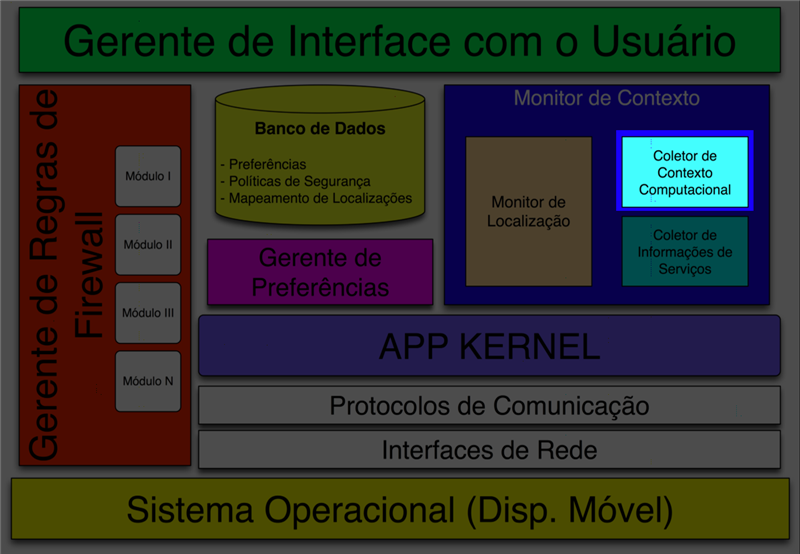 Gerente de Interface com o Usuário
Gerente de Regras de
Firewall
Módulo I
Módulo II
Módulo III
Módulo N
Banco de Dados
- Preferências
- Políticas de Segurança
- Mapeamento de Localizações
Gerente de
Preferências
Monitor de Contexto
Monitor de
Localização
Coletor de
Contexto
Computacional
Coletor de
Informações de
Serviços
APP KERNEL
Protocolos de Comunicação
Interfaces de Rede
Sistema Operacional (Disp. Móvel)